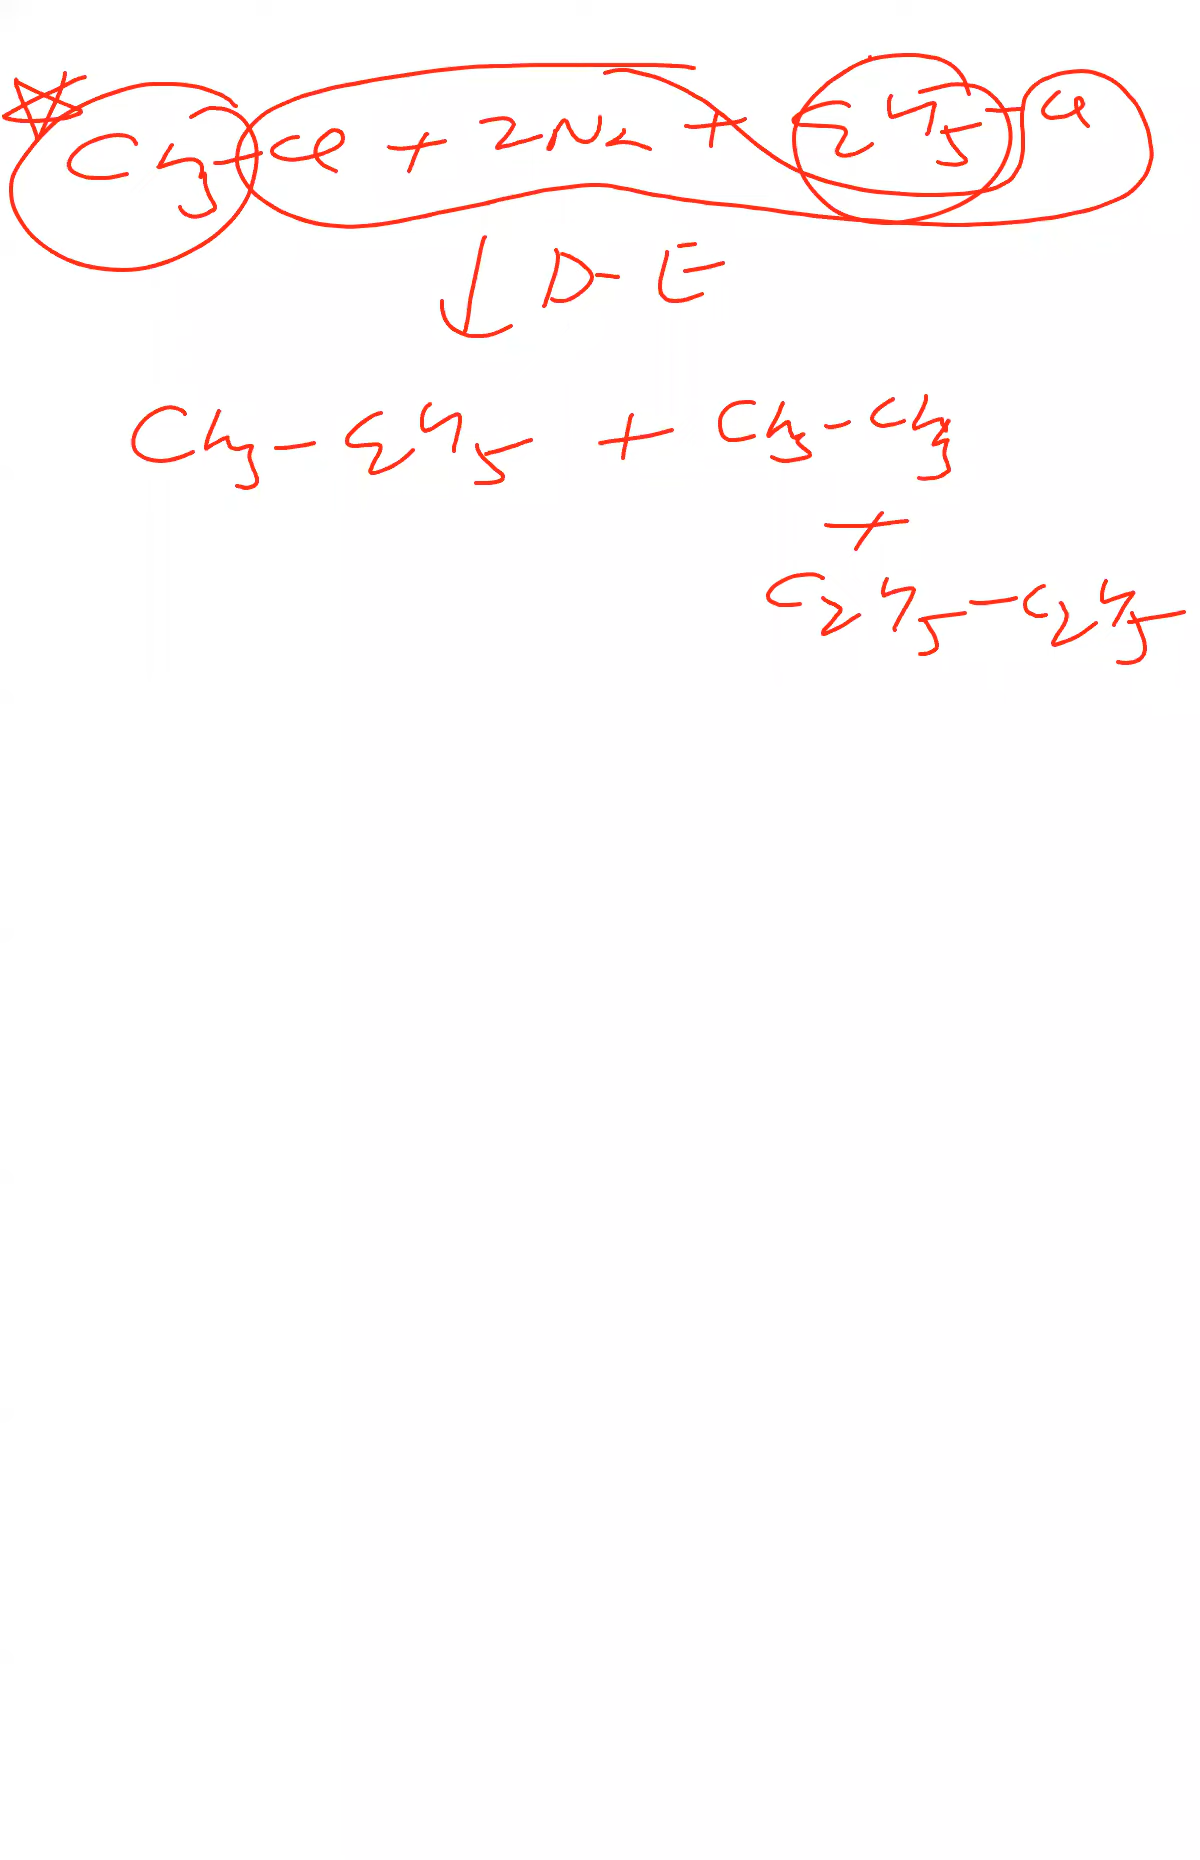 CH3-Cl + 2Na + C2H5-Cl
↓ D-E
CH3-C2H5 + CH3-CH3
+
C2H5-C2H5